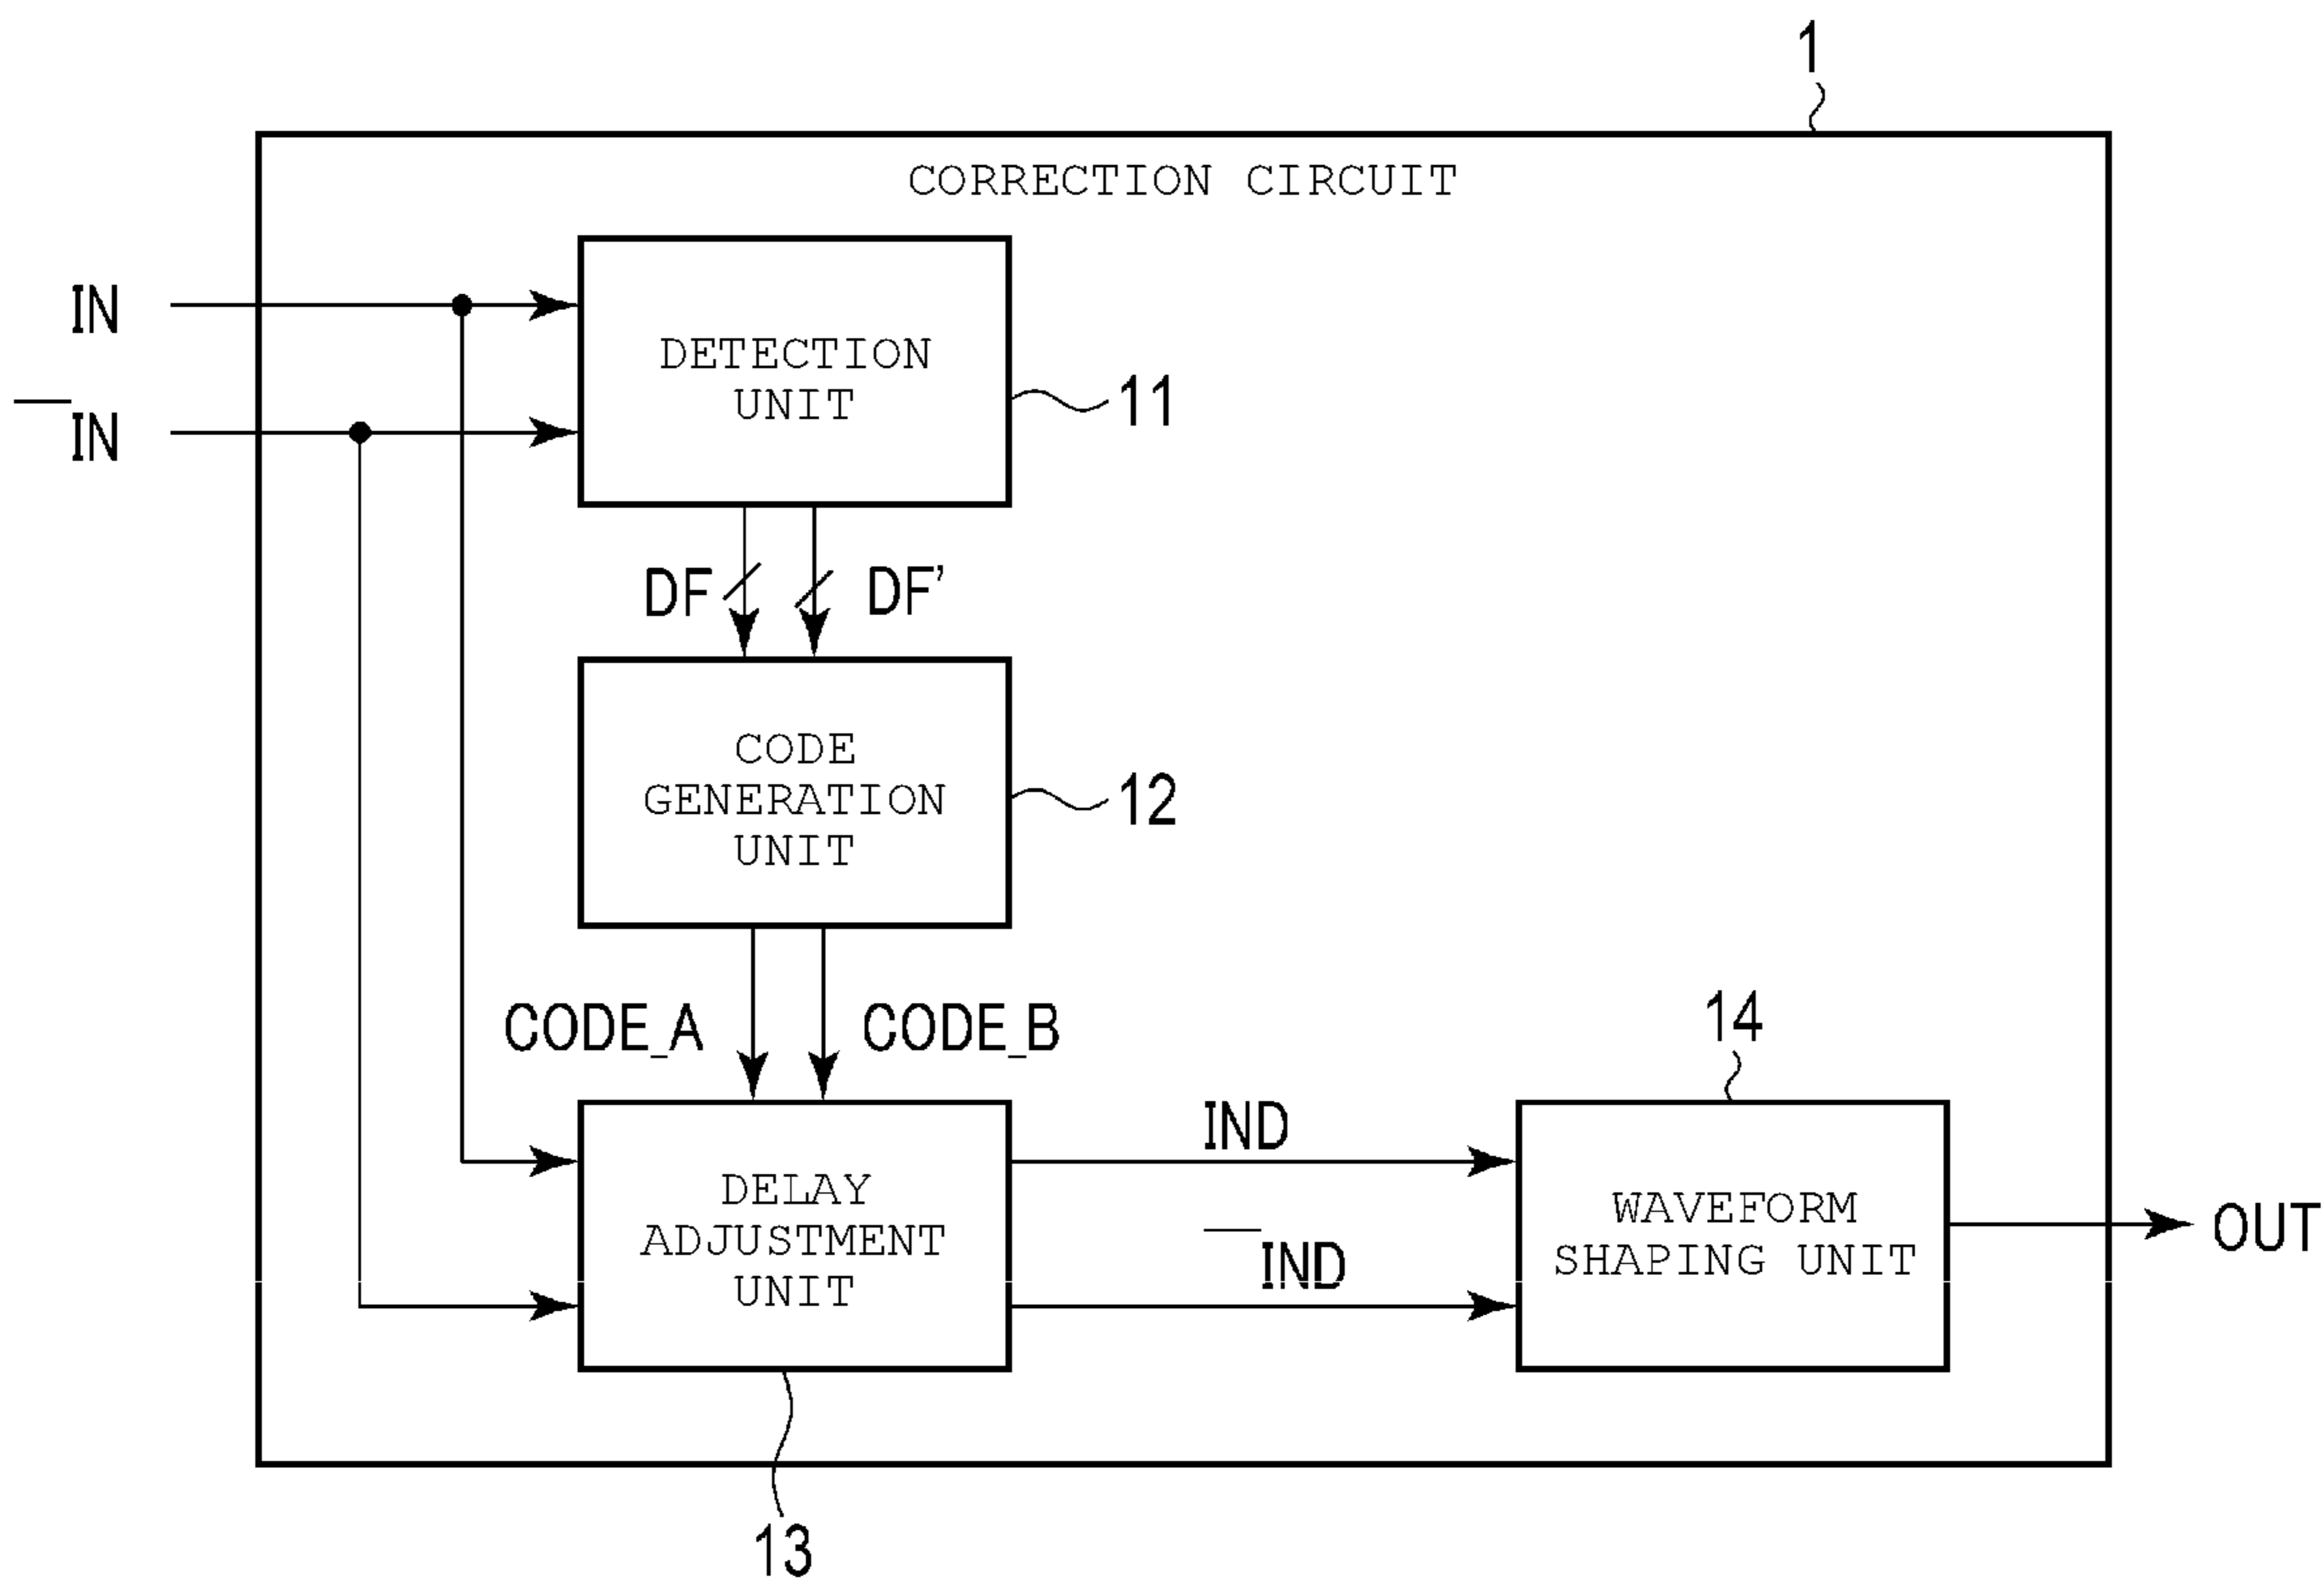 1
CORRECTION CIRCUIT
IN
DETECTION
UNIT
11
IN
DF
DF'
CODE
GENERATION
UNIT
12
CODE_A
CODE_B
14
IND
DELAY
ADJUSTMENT
UNIT
IND
WAVEFORM
SHAPING UNIT
OUT
13